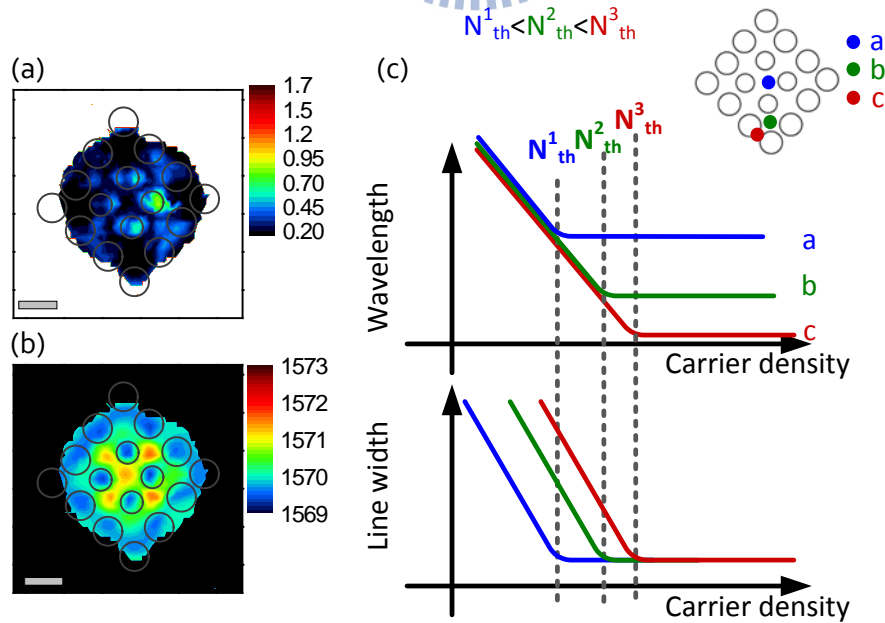 N¹th<N²th<N³th
a
b
c
(a)
1.7
1.5
1.2
0.95
0.70
0.45
0.20
(b)
1573
1572
1571
1570
1569
(c)
N¹th
N²th
N³th
Wavelength
a
b
c
Carrier density
Line width
Carrier density